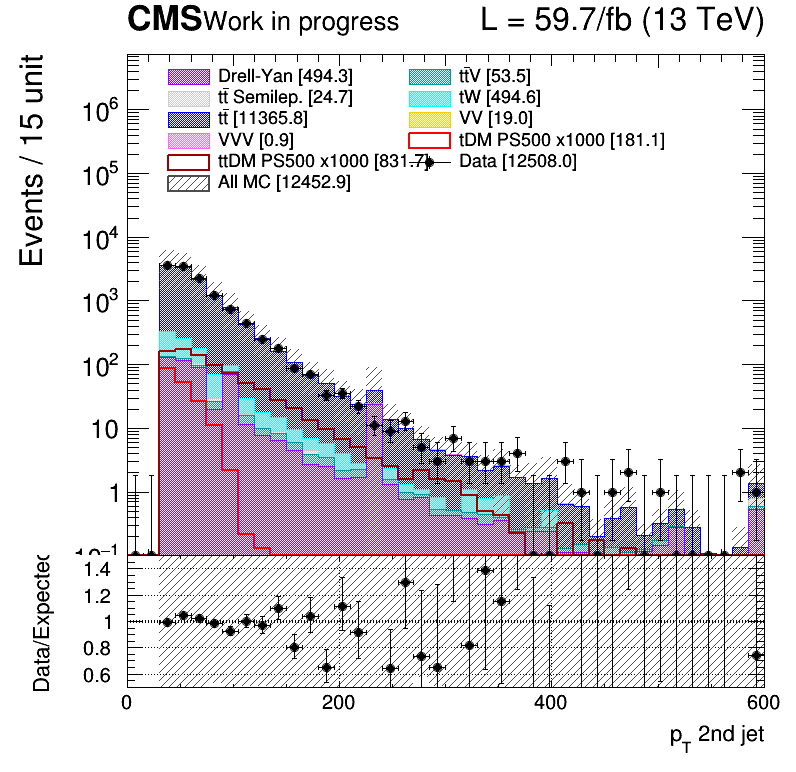 CMS Work in progress L = 59.7/fb (13 TeV)
Drell-Yan [494.3] tt̄V [53.5]
tt̄ Semilep. [24.7] tW [494.6]
tt̄ [11365.8] VV [19.0]
VVV [0.9] tDM PS500 x1000 [181.1]
ttDM PS500 x1000 [831.7] Data [12508.0]
All MC [12452.9]
Events / 15 unit
10⁶
10⁵
10⁴
10³
10²
10
1
10⁻¹
Data/Expected
1.4
1.2
1
0.8
0.6
0 200 400 600
p_T 2nd jet